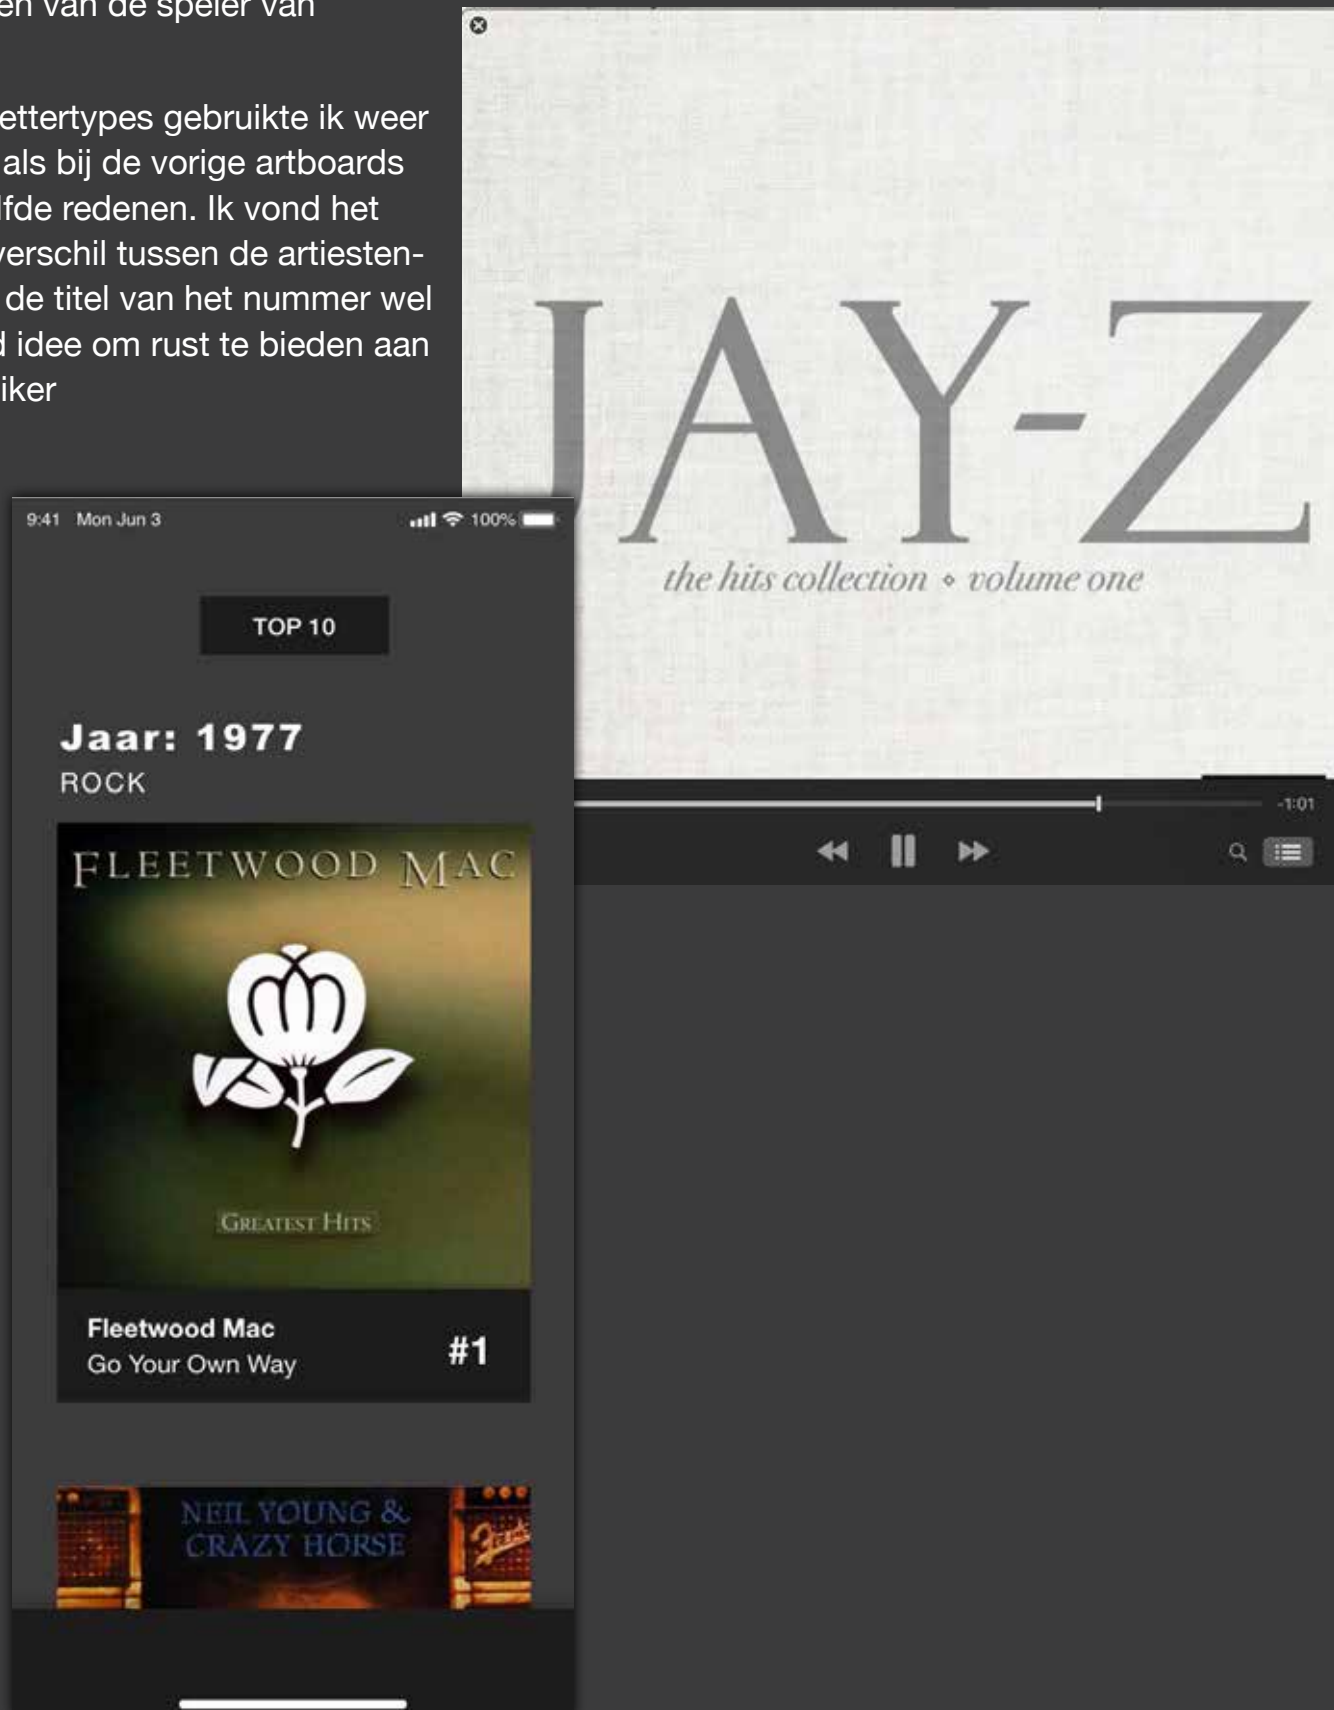 en van de speler van
ettertypes gebruikte ik weer
als bij de vorige artboards
lfde redenen. Ik vond het
verschil tussen de artiesten-
de titel van het nummer wel
d idee om rust te bieden aan
iker
JAY-Z
the hits collection ⋄ volume one
-1:01
9:41 Mon Jun 3 100%
TOP 10
Jaar: 1977
ROCK
FLEETWOOD MAC
GREATEST HITS
Fleetwood Mac
Go Your Own Way
#1
NEIL YOUNG &
CRAZY HORSE
Fender